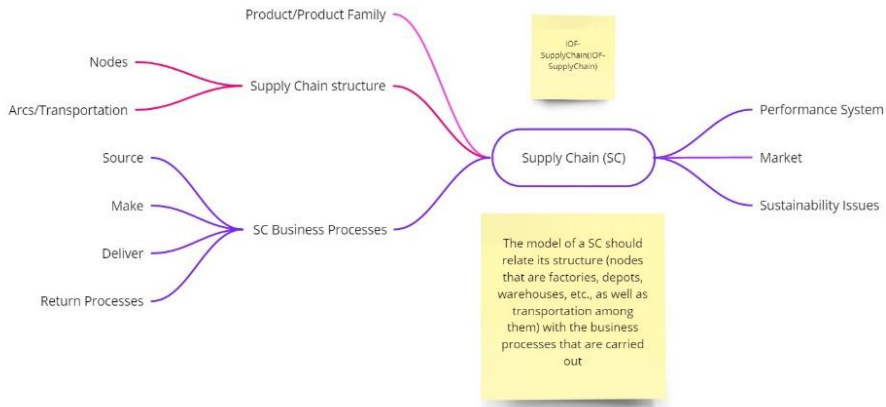 Product/Product Family
IOF-
SupplyChain(IOF-
SupplyChain)
Nodes
Supply Chain structure
Arcs/Transportation
Performance System
Source
Supply Chain (SC)
Market
Make
Sustainability Issues
SC Business Processes
Deliver
Return Processes
The model of a SC should
relate its structure (nodes
that are factories, depots,
warehouses, etc., as well as
transportation among
them) with the business
processes that are carried
out